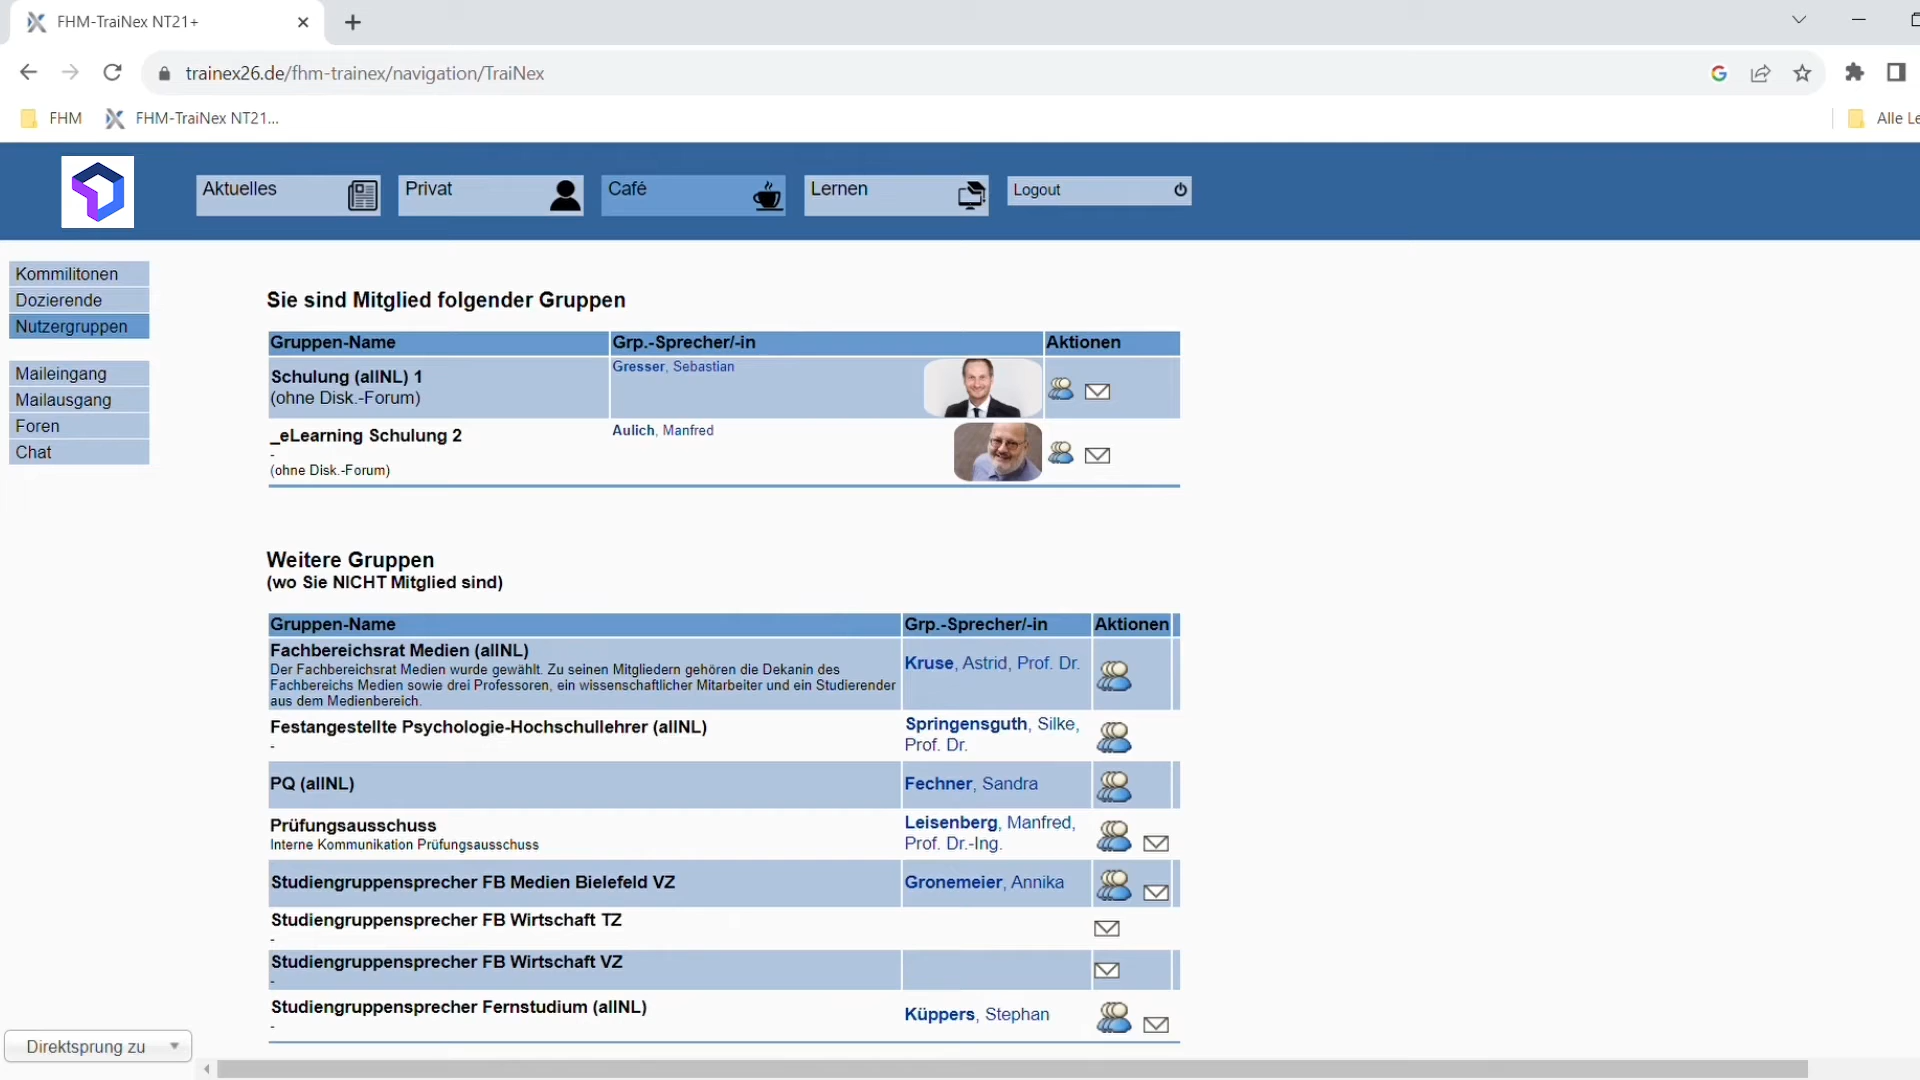 FHM-TraiNex NT21+
trainex26.de/fhm-trainex/navigation/TraiNex
FHM
FHM-TraiNex NT21...
Alle Le
Aktuelles
Privat
Café
Lernen
Logout
Kommilitonen
Dozierende
Nutzergruppen
Maileingang
Mailausgang
Foren
Chat
Sie sind Mitglied folgender Gruppen
Gruppen-Name Grp.-Sprecher/-in Aktionen
Schulung (allNL) 1 Gresser, Sebastian
(ohne Disk.-Forum)
_eLearning Schulung 2 Aulich, Manfred
-
(ohne Disk.-Forum)
Weitere Gruppen
(wo Sie NICHT Mitglied sind)
Gruppen-Name Grp.-Sprecher/-in Aktionen
Fachbereichsrat Medien (allNL)
Der Fachbereichsrat Medien wurde gewählt. Zu seinen Mitgliedern gehören die Dekanin des
Fachbereichs Medien sowie drei Professoren, ein wissenschaftlicher Mitarbeiter und ein Studierender
aus dem Medienbereich.
Kruse, Astrid, Prof. Dr.
Festangestellte Psychologie-Hochschullehrer (allNL)
-
Springensguth, Silke,
Prof. Dr.
PQ (allNL) Fechner, Sandra
Prüfungsausschuss
Interne Kommunikation Prüfungsausschuss
Leisenberg, Manfred,
Prof. Dr.-Ing.
Studiengruppensprecher FB Medien Bielefeld VZ Gronemeier, Annika
Studiengruppensprecher FB Wirtschaft TZ
-
Studiengruppensprecher FB Wirtschaft VZ
-
Studiengruppensprecher Fernstudium (allNL)
-
Küppers, Stephan
Direktsprung zu